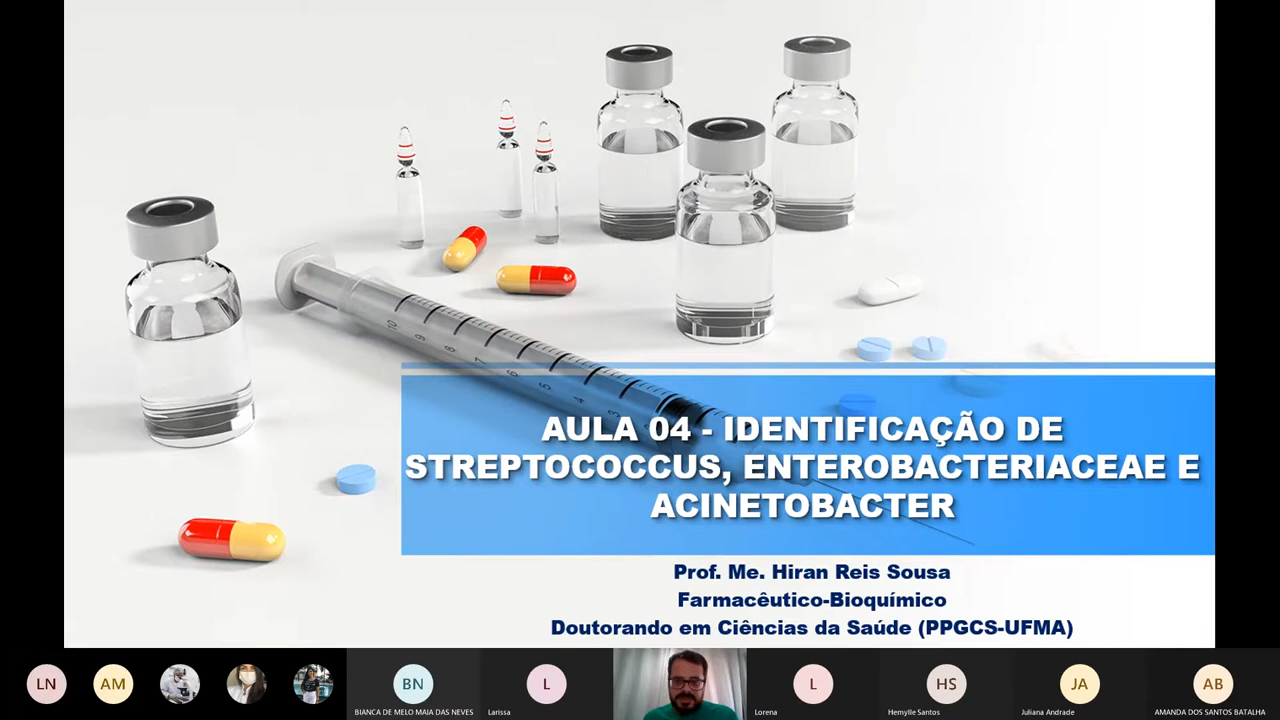 AULA 04 - IDENTIFICAÇÃO DE
STREPTOCOCCUS, ENTEROBACTERIACEAE E
ACINETOBACTER
Prof. Me. Hiran Reis Sousa
Farmacêutico-Bioquímico
Doutorando em Ciências da Saúde (PPGCS-UFMA)
LN
AM
BN
L
L
HS
JA
AB
BIANCA DE MELO MAIA DAS NEVES
Larissa
Lorena
Hemylle Santos
Juliana Andrade
AMANDA DOS SANTOS BATALHA